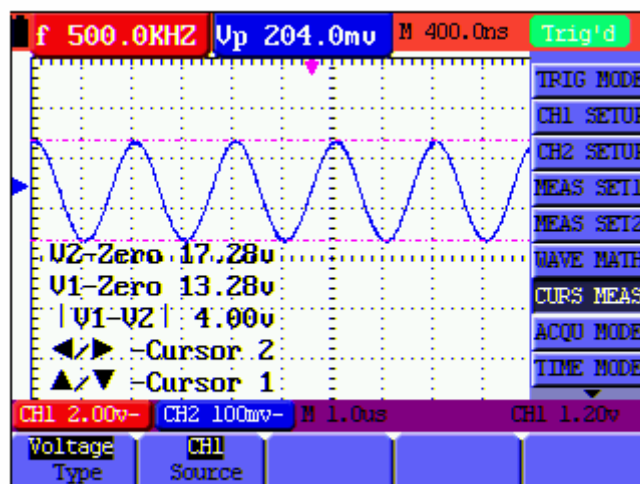 f 500.0KHZ Vp 204.0mv M 400.0ns Trig'd
TRIG MODE
CH1 SETUP
CH2 SETUP
MEAS SET1
MEAS SET2
WAVE MATH
CURS MEAS
ACQU MODE
TIME MODE
V2-Zero 17.28v
V1-Zero 13.28v
|V1-V2| 4.00v
◀/▶ -Cursor 2
▲/▼ -Cursor 1
CH1 2.00v- CH2 100mv- M 1.0us CH1 1.20v
Voltage CH1
Type Source